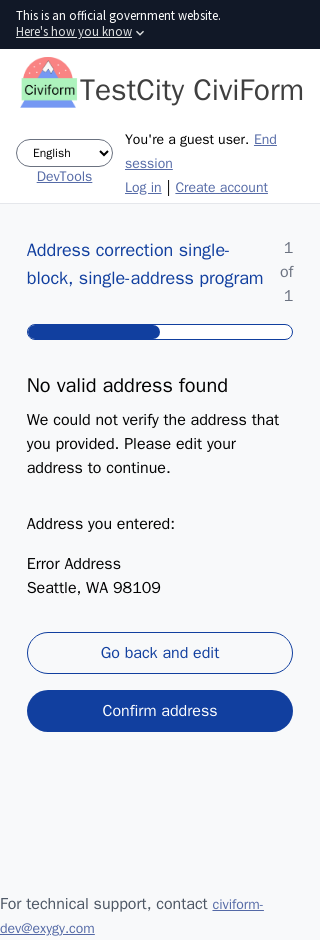 This is an official government website.
Here's how you know
Civiform
TestCity CiviForm
English
DevTools
You're a guest user. End
session
Log in | Create account
Address correction single-
block, single-address program
1
of
1
No valid address found
We could not verify the address that
you provided. Please edit your
address to continue.
Address you entered:
Error Address
Seattle, WA 98109
Go back and edit
Confirm address
For technical support, contact civiform-
dev@exygy.com